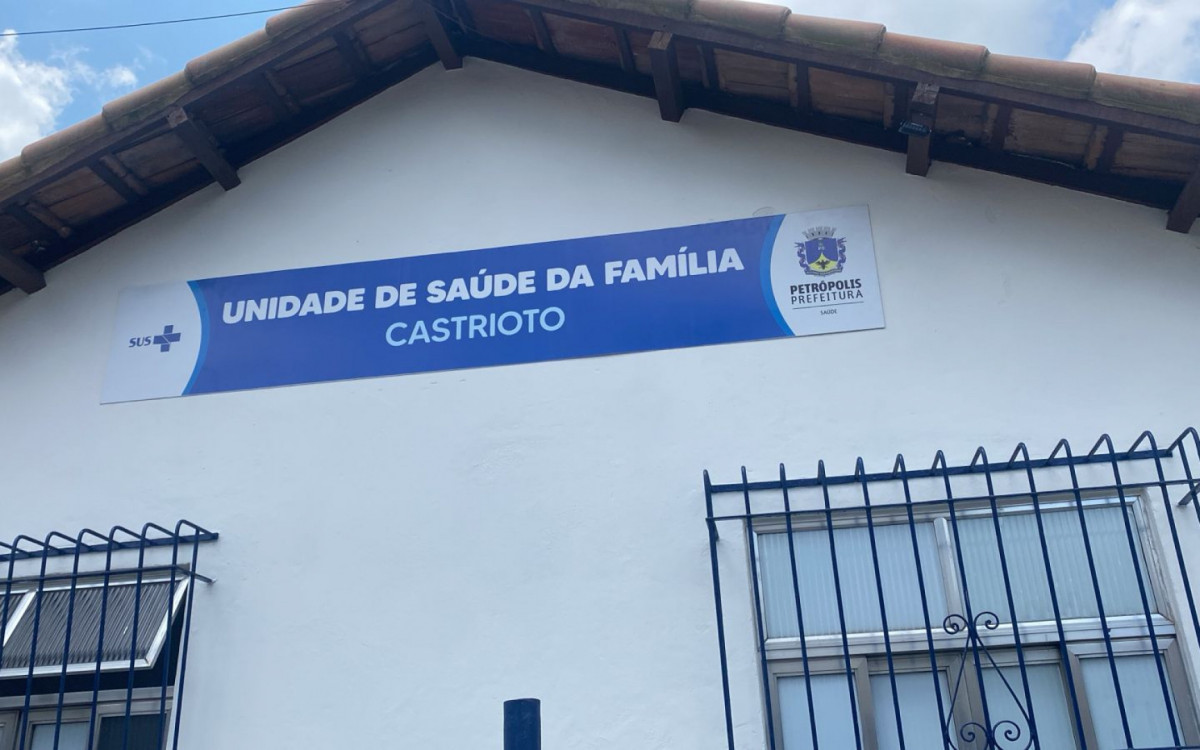 SUS
UNIDADE DE SAÚDE DA FAMÍLIA
CASTRIOTO
PETRÓPOLIS
PREFEITURA
SAÚDE